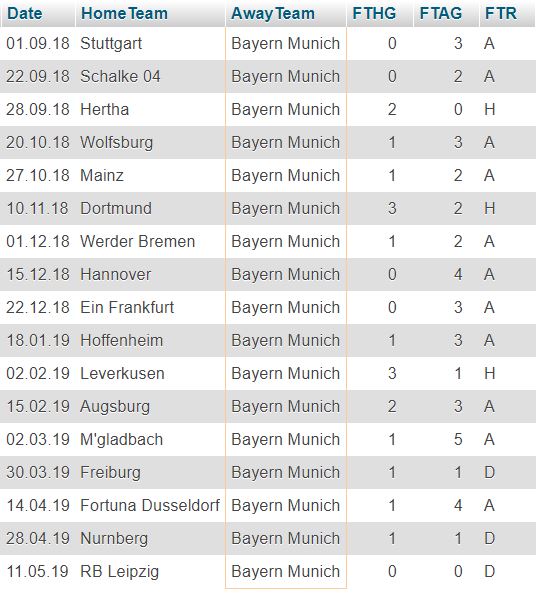 Date HomeTeam AwayTeam FTHG FTAG FTR
01.09.18 Stuttgart Bayern Munich 0 3 A
22.09.18 Schalke 04 Bayern Munich 0 2 A
28.09.18 Hertha Bayern Munich 2 0 H
20.10.18 Wolfsburg Bayern Munich 1 3 A
27.10.18 Mainz Bayern Munich 1 2 A
10.11.18 Dortmund Bayern Munich 3 2 H
01.12.18 Werder Bremen Bayern Munich 1 2 A
15.12.18 Hannover Bayern Munich 0 4 A
22.12.18 Ein Frankfurt Bayern Munich 0 3 A
18.01.19 Hoffenheim Bayern Munich 1 3 A
02.02.19 Leverkusen Bayern Munich 3 1 H
15.02.19 Augsburg Bayern Munich 2 3 A
02.03.19 M'gladbach Bayern Munich 1 5 A
30.03.19 Freiburg Bayern Munich 1 1 D
14.04.19 Fortuna Dusseldorf Bayern Munich 1 4 A
28.04.19 Nurnberg Bayern Munich 1 1 D
11.05.19 RB Leipzig Bayern Munich 0 0 D